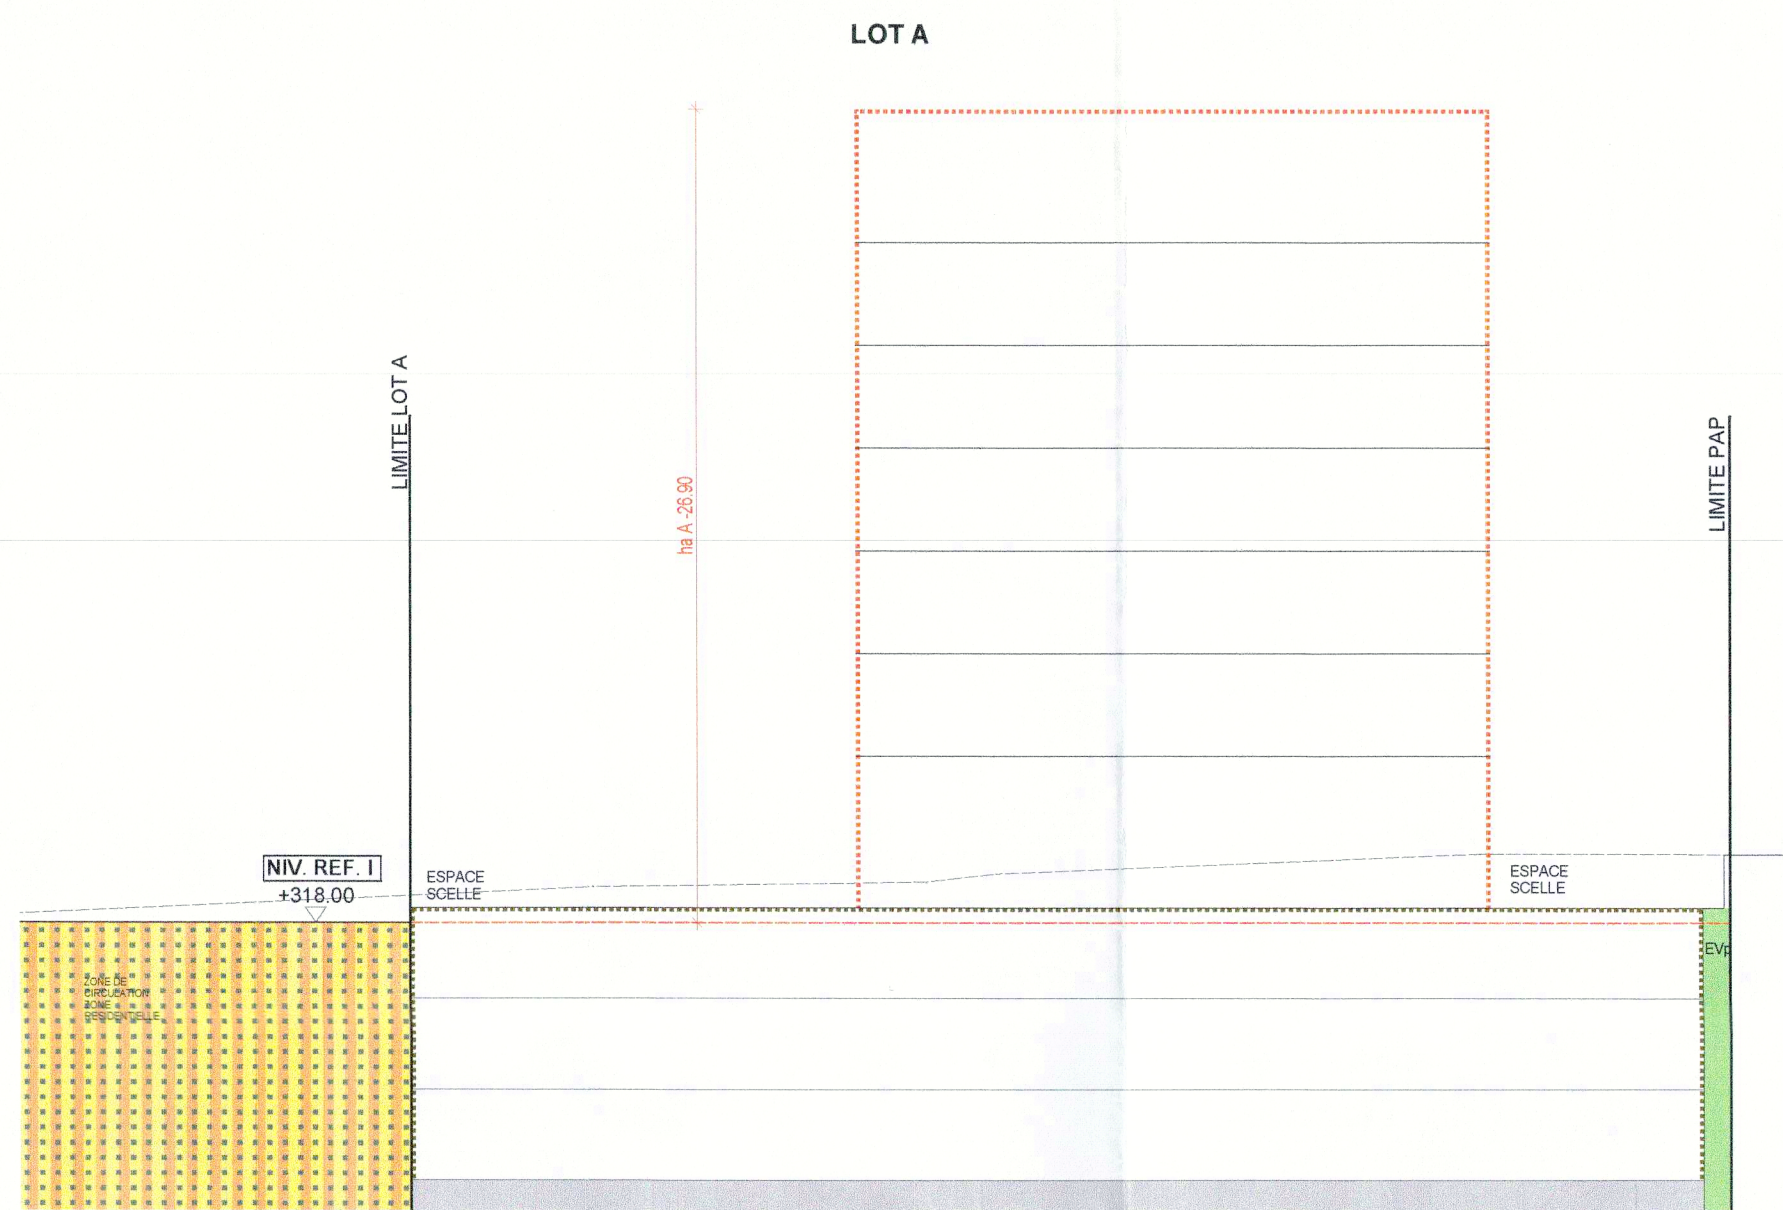 LOT A
LIMITE LOT A
LIMITE PAP
ha A -26.90
NIV. REF. I
+318.00
ESPACE
SCELLE
ESPACE
SCELLE
EVp
ZONE DE
CIRCULATION
ZONE
RESIDENTIELLE